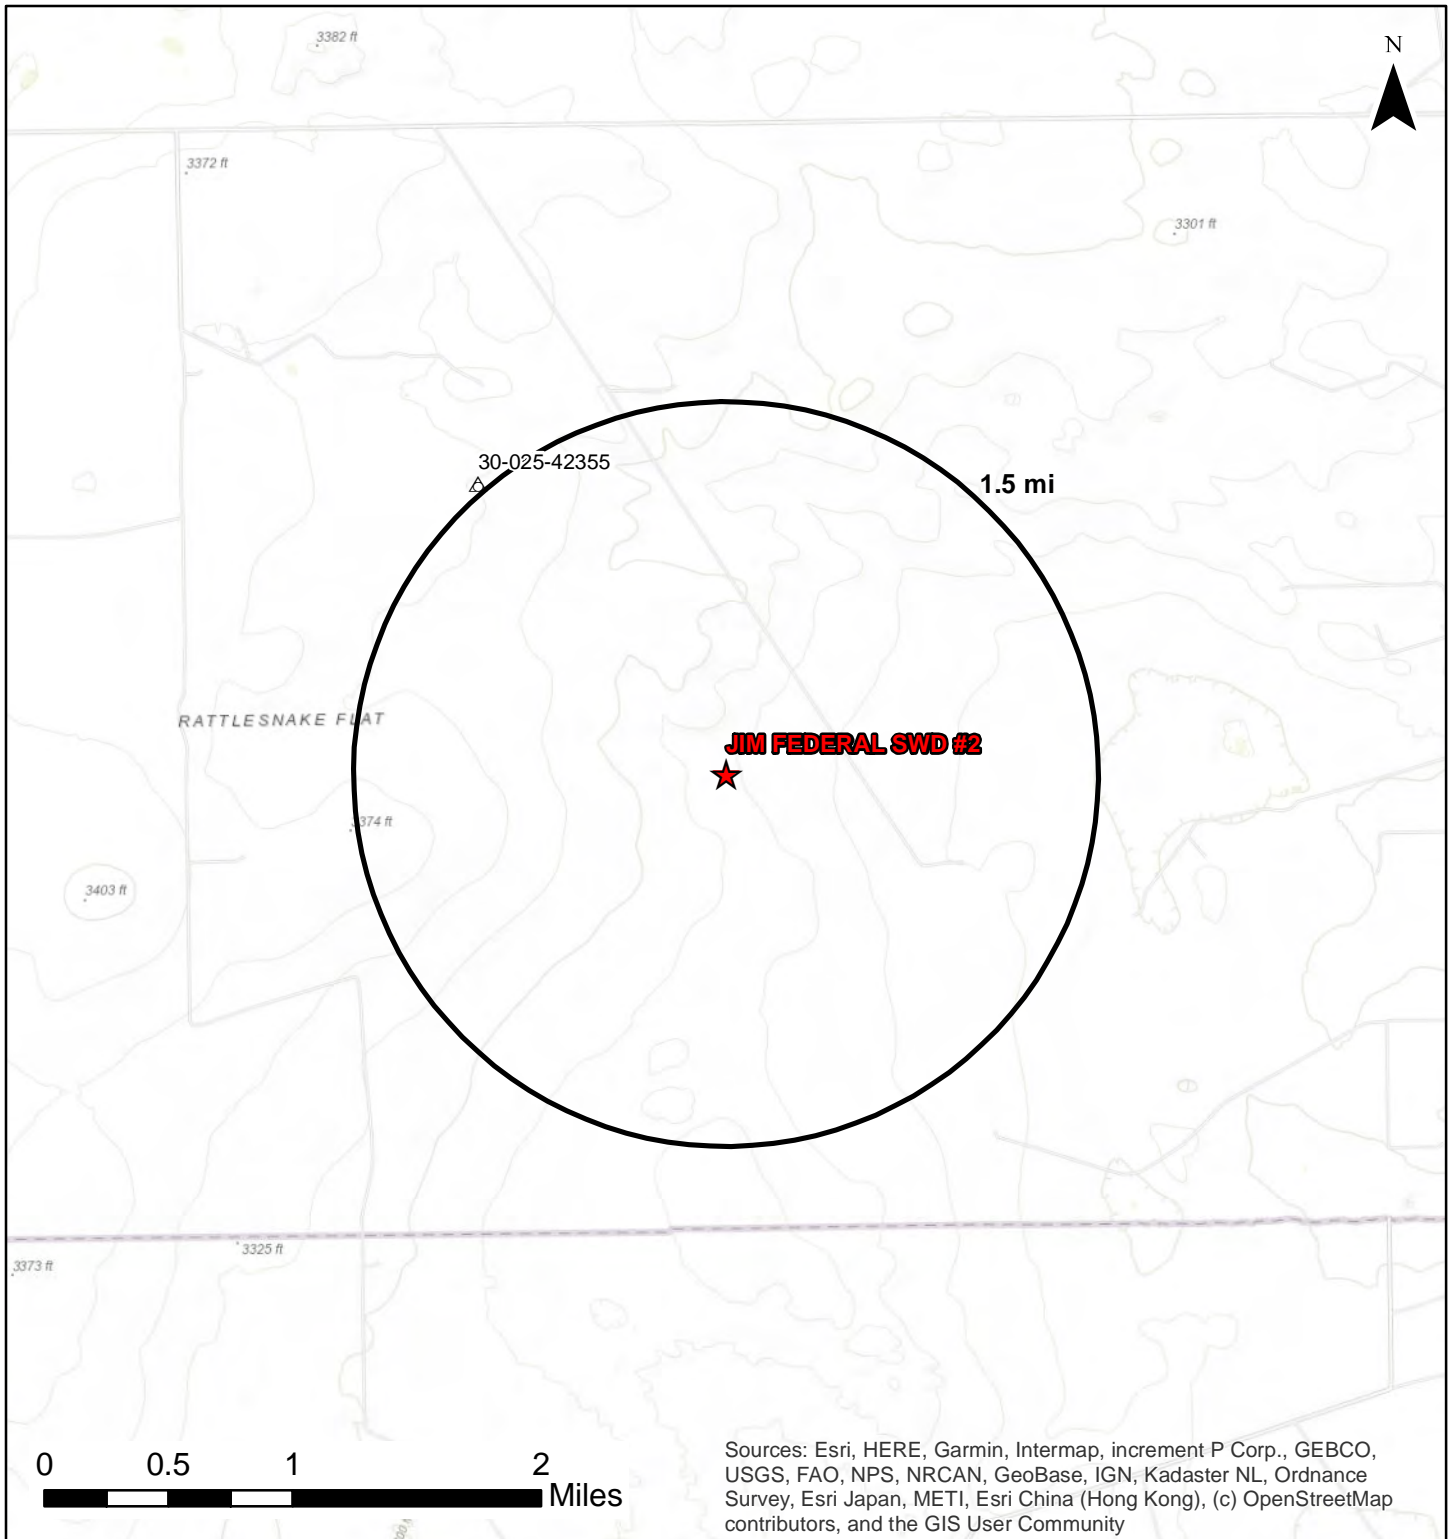 3382 ft
N
3372 ft
3301 ft
30-025-42355
1.5 mi
RATTLESNAKE FLAT
JIM FEDERAL SWD #2
3374 ft
3403 ft
3325 ft
3373 ft
0 0.5 1 2
Miles
Sources: Esri, HERE, Garmin, Intermap, increment P Corp., GEBCO,
USGS, FAO, NPS, NRCAN, GeoBase, IGN, Kadaster NL, Ordnance
Survey, Esri Japan, METI, Esri China (Hong Kong), (c) OpenStreetMap
contributors, and the GIS User Community